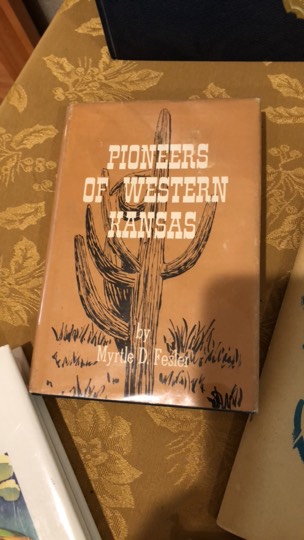 PIONEERS
OF WESTERN
KANSAS
by
Myrtle D. Fesler